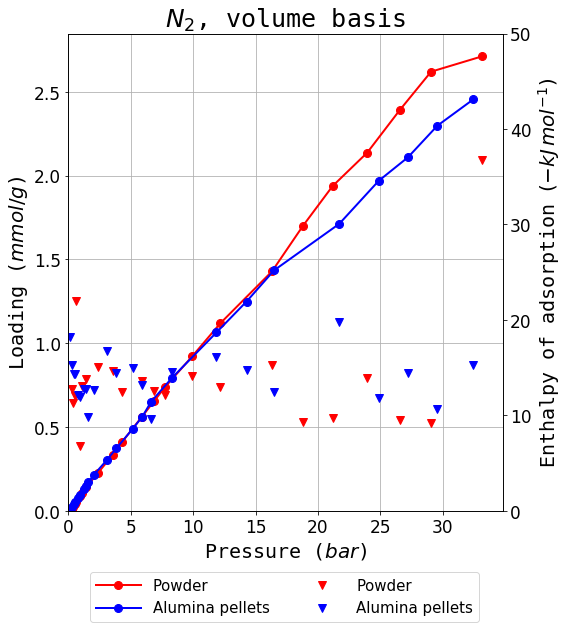 N₂, volume basis
Loading (mmol/g)
Enthalpy of adsorption (−kJ mol⁻¹)
2.5
2.0
1.5
1.0
0.5
0.0
50
40
30
20
10
0
0 5 10 15 20 25 30
Pressure (bar)
Powder Powder
Alumina pellets Alumina pellets